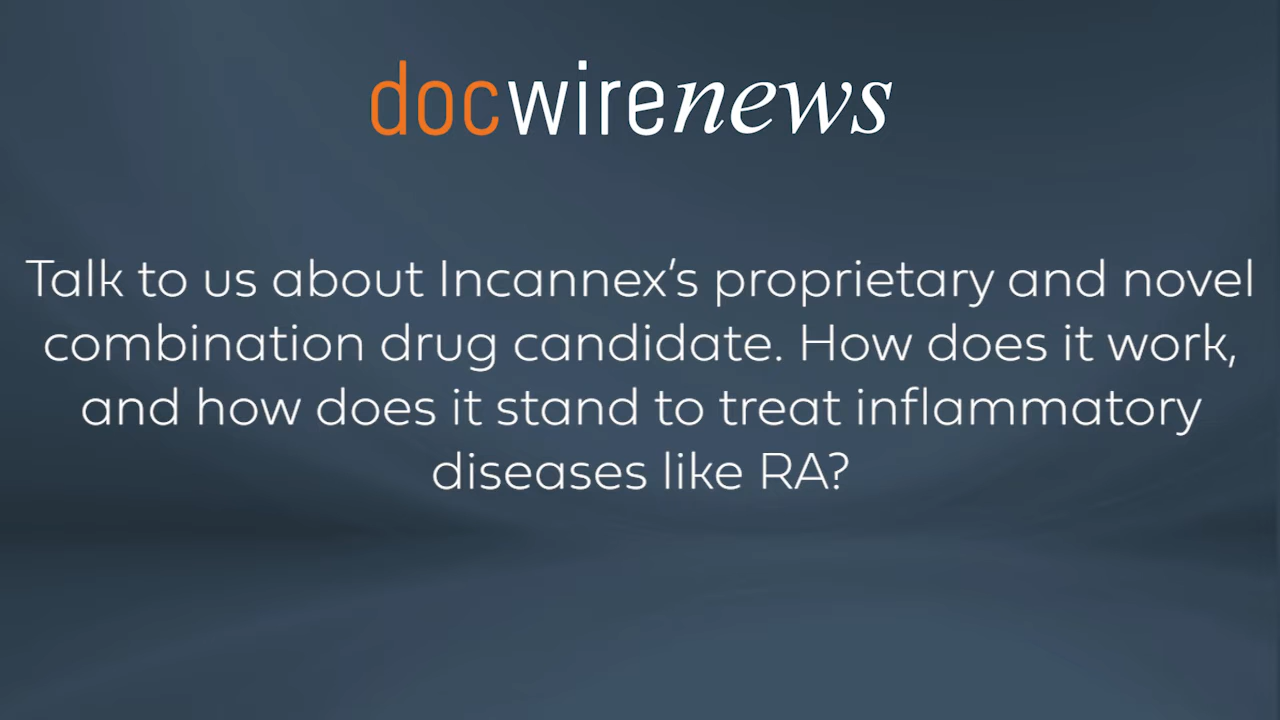 docwirenews
Talk to us about Incannex’s proprietary and novel
combination drug candidate. How does it work,
and how does it stand to treat inflammatory
diseases like RA?